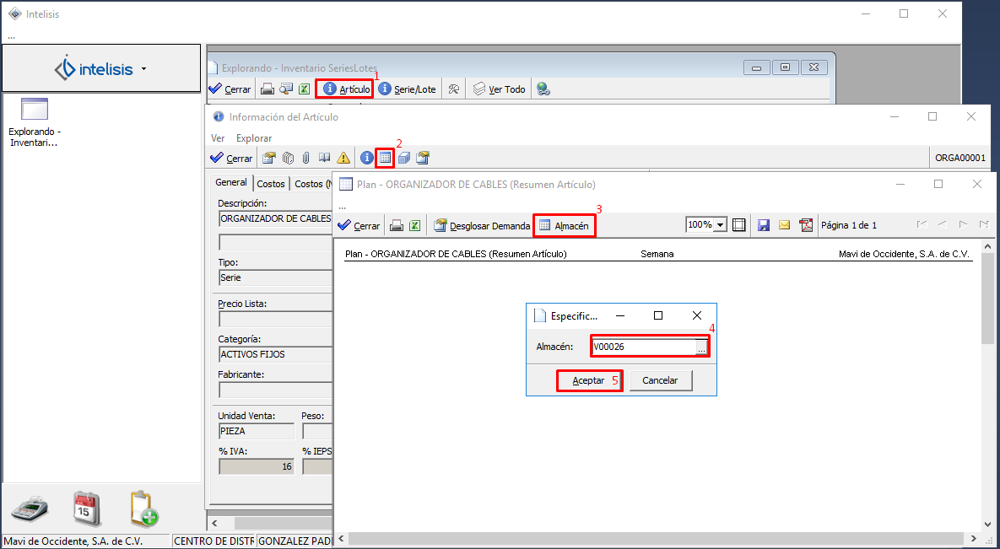 Intelisis
...
intelisis
Explorando - Inventari...
Explorando - Inventario SeriesLotes
1
Cerrar Artículo Serie/Lote Ver Todo
Información del Artículo
Ver Explorar
2
Cerrar ORGA00001
General Costos Costos (N
Descripción:
ORGANIZADOR DE CABLES
Tipo:
Serie
Precio Lista:
Categoría:
ACTIVOS FIJOS
Fabricante:
Unidad Venta: Peso:
PIEZA
% IVA: % IEPS
16
Plan - ORGANIZADOR DE CABLES (Resumen Artículo)
...
3
Cerrar Desglosar Demanda Almacén 100% Página 1 de 1
Plan - ORGANIZADOR DE CABLES (Resumen Artículo) Semana Mavi de Occidente, S.A. de C.V.
Especific...
4
Almacén: V00026 ...
Aceptar 5 Cancelar
15
Mavi de Occidente, S.A. de C.V. CENTRO DE DISTR GONZALEZ PADI